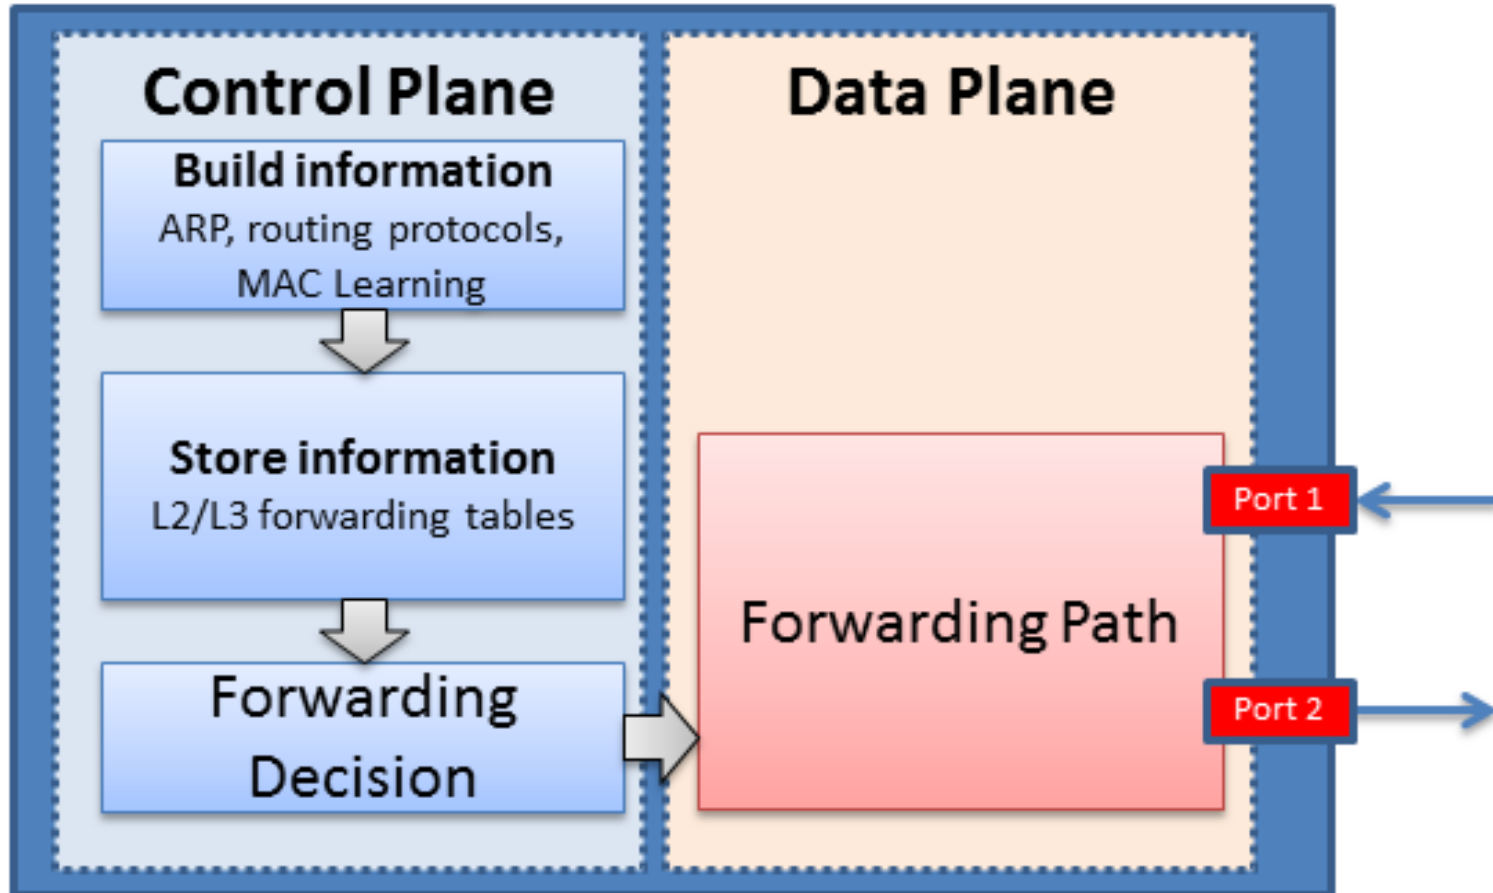 Control Plane
Build information
ARP, routing protocols,
MAC Learning
Store information
L2/L3 forwarding tables
Forwarding
Decision
Data Plane
Forwarding Path
Port 1
Port 2